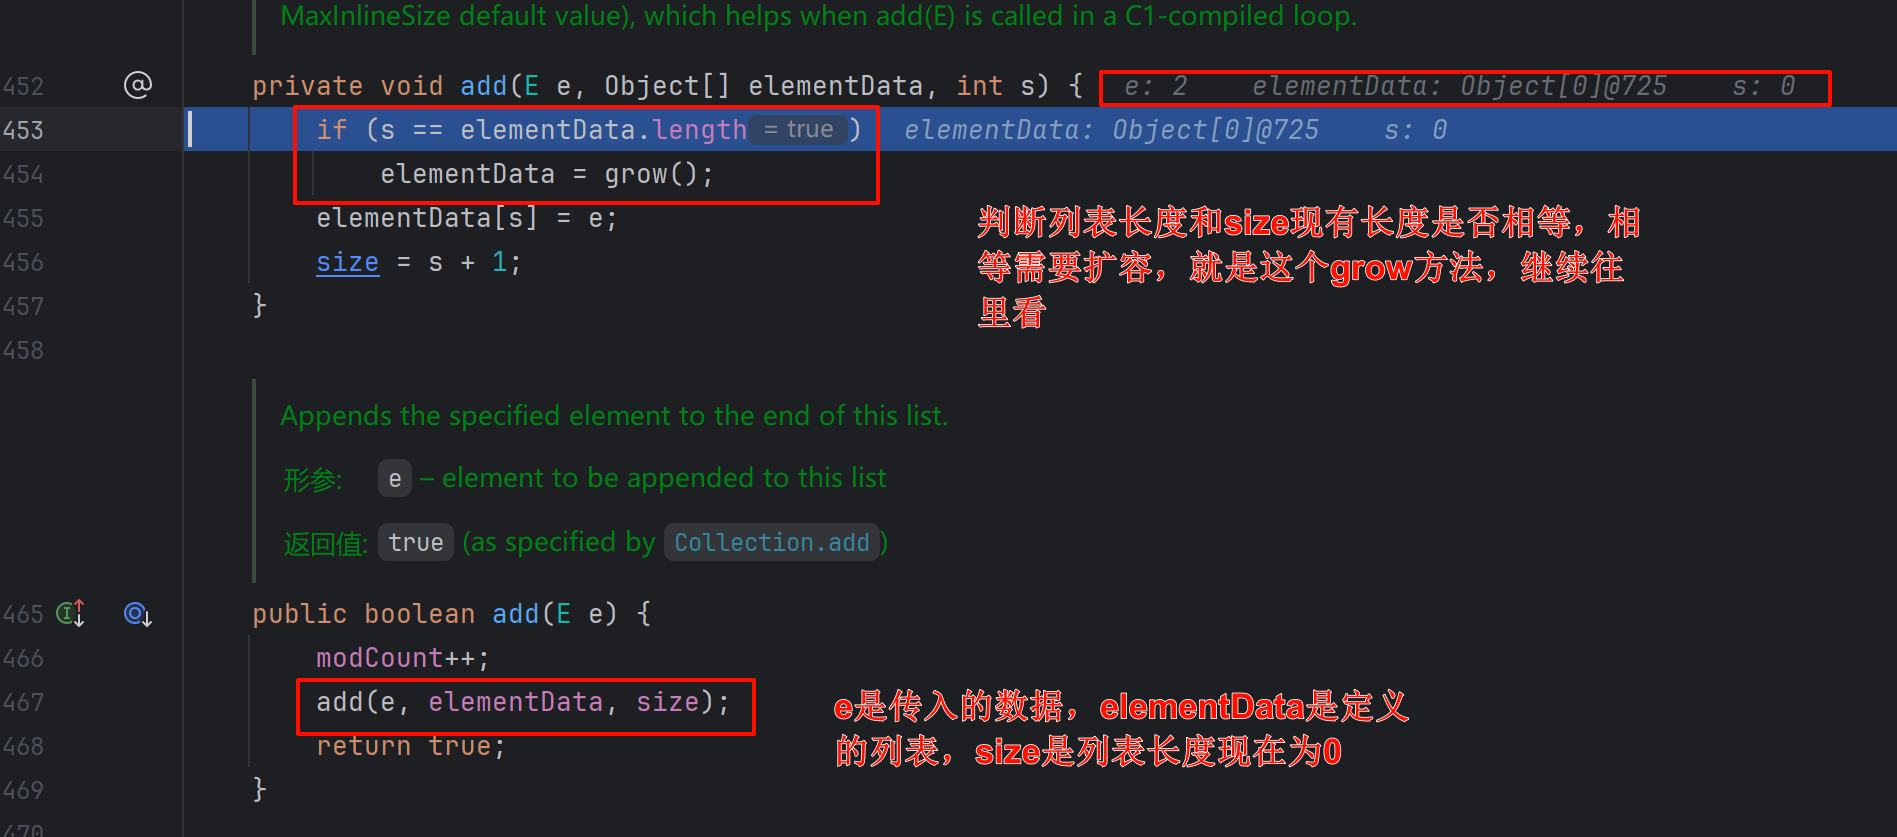 MaxInlineSize default value), which helps when add(E) is called in a C1-compiled loop.
452 @ private void add(E e, Object[] elementData, int s) { e: 2 elementData: Object[0]@725 s: 0
453 if (s == elementData.length = true ) elementData: Object[0]@725 s: 0
454 elementData = grow();
455 elementData[s] = e;
456 size = s + 1;
457 }
458
判断列表长度和size现有长度是否相等，相
等需要扩容，就是这个grow方法，继续往
里看
Appends the specified element to the end of this list.
形参: e – element to be appended to this list
返回值: true (as specified by Collection.add)
465 public boolean add(E e) {
466 modCount++;
467 add(e, elementData, size);
468 return true;
469 }
470
e是传入的数据，elementData是定义
的列表，size是列表长度现在为0